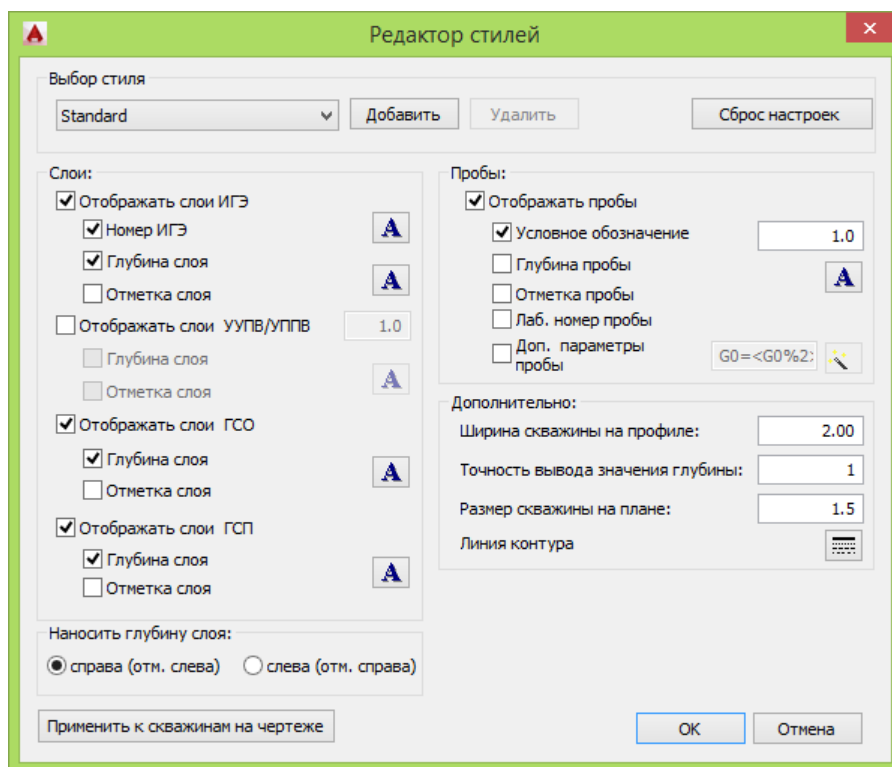 Редактор стилей
Выбор стиля
Standard
Добавить
Удалить
Сброс настроек
Слои:
Отображать слои ИГЭ
Номер ИГЭ
A
Глубина слоя
A
Отметка слоя
Отображать слои УУПВ/УППВ
1.0
Глубина слоя
A
Отметка слоя
Отображать слои ГСО
Глубина слоя
A
Отметка слоя
Отображать слои ГСП
Глубина слоя
A
Отметка слоя
Наносить глубину слоя:
справа (отм. слева)
слева (отм. справа)
Пробы:
Отображать пробы
Условное обозначение
1.0
Глубина пробы
A
Отметка пробы
Лаб. номер пробы
Доп. параметры
пробы
G0=<G0%2>
Дополнительно:
Ширина скважины на профиле:
2.00
Точность вывода значения глубины:
1
Размер скважины на плане:
1.5
Линия контура
Применить к скважинам на чертеже
OK
Отмена